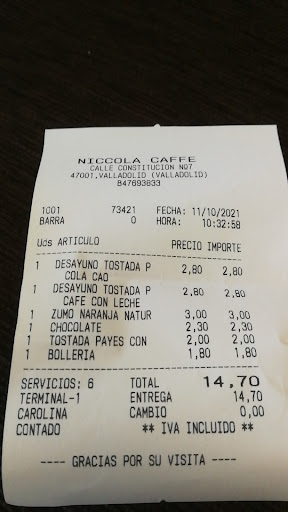 NICCOLA CAFFE
CALLE CONSTITUCION Nº7
47001,VALLADOLID (VALLADOLID)
B47693833
1001 73421 FECHA: 11/10/2021
BARRA 0 HORA: 10:32:58
Uds ARTICULO PRECIO IMPORTE
1 DESAYUNO TOSTADA P 2,80 2,80
COLA CAO
1 DESAYUNO TOSTADA P 2,80 2,80
CAFE CON LECHE
1 ZUMO NARANJA NATUR 3,00 3,00
1 CHOCOLATE 2,30 2,30
1 TOSTADA PAYES CON 2,00 2,00
1 BOLLERIA 1,80 1,80
SERVICIOS: 6 TOTAL 14,70
TERMINAL-1 ENTREGA 14,70
CAROLINA CAMBIO 0,00
CONTADO ** IVA INCLUIDO **
---- GRACIAS POR SU VISITA ----